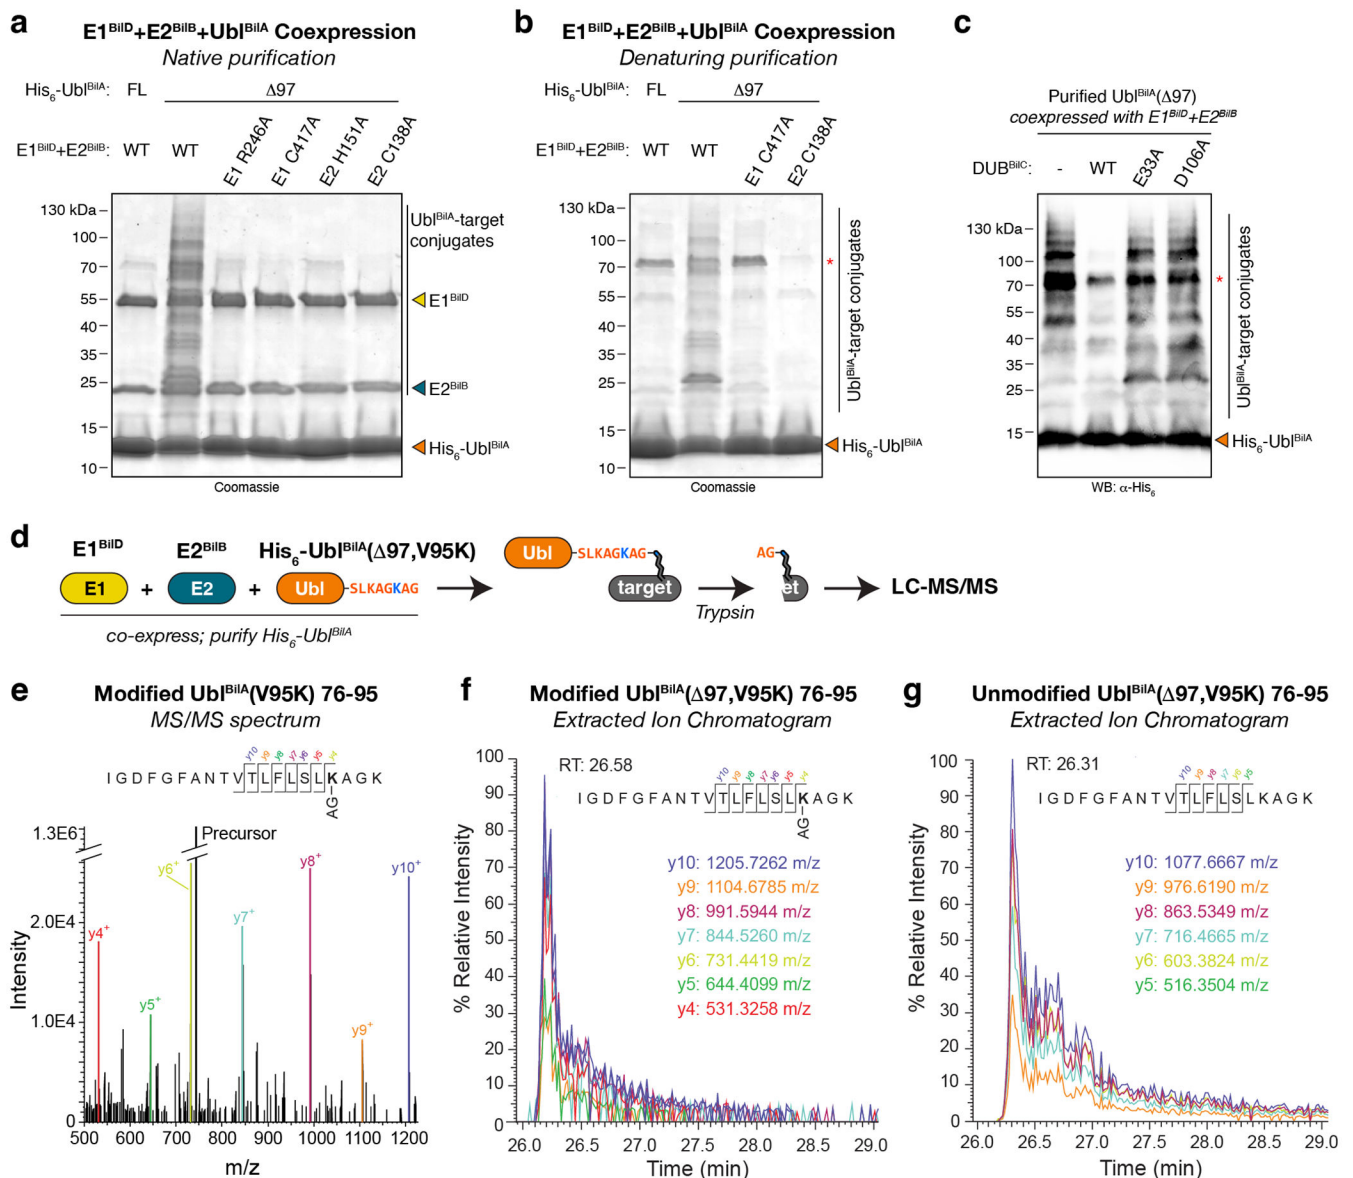 a
E1BilD+E2BilB+UblBilA Coexpression
Native purification
His6-UblBilA: FL Δ97
E1BilD+E2BilB: WT WT E1 R246A E1 C417A E2 H151A E2 C138A
130 kDa
100
70
55
40
35
25
15
10
UblBilA-target
conjugates
E1BilD
E2BilB
His6-UblBilA
Coomassie
b
E1BilD+E2BilB+UblBilA Coexpression
Denaturing purification
His6-UblBilA: FL Δ97
E1BilD+E2BilB: WT WT E1 C417A E2 C138A
130 kDa
100
70
55
40
35
25
15
10
*
UblBilA-target conjugates
His6-UblBilA
Coomassie
c
Purified UblBilA(Δ97)
coexpressed with E1BilD+E2BilB
DUBBilC: - WT E33A D106A
130 kDa
100
70
55
40
35
25
15
*
UblBilA-target conjugates
His6-UblBilA
WB: α-His6
d
E1BilD E2BilB His6-UblBilA(Δ97,V95K)
E1 + E2 + Ubl SLKAGKAG
co-express; purify His6-UblBilA
Ubl SLKAGKAG
target
Trypsin
AG
et
LC-MS/MS
e
Modified UblBilA(V95K) 76-95
MS/MS spectrum
y10 y9 y8 y7 y6 y5 y4
I G D F G F A N T V T L F L S L K A G K
AG
1.3E6
Precursor
2.0E4
1.0E4
0
Intensity
y4+
y5+
y6+
y7+
y8+
y9+
y10+
500 600 700 800 900 1000 1100 1200
m/z
f
Modified UblBilA(Δ97,V95K) 76-95
Extracted Ion Chromatogram
RT: 26.58
y10 y9 y8 y7 y6 y5 y4
I G D F G F A N T V T L F L S L K A G K
AG
y10: 1205.7262 m/z
y9: 1104.6785 m/z
y8: 991.5944 m/z
y7: 844.5260 m/z
y6: 731.4419 m/z
y5: 644.4099 m/z
y4: 531.3258 m/z
% Relative Intensity
100
90
80
70
60
50
40
30
20
10
0
26.0 26.5 27.0 27.5 28.0 28.5 29.0
Time (min)
g
Unmodified UblBilA(Δ97,V95K) 76-95
Extracted Ion Chromatogram
RT: 26.31
y10 y9 y8 y7 y6 y5
I G D F G F A N T V T L F L S L K A G K
y10: 1077.6667 m/z
y9: 976.6190 m/z
y8: 863.5349 m/z
y7: 716.4665 m/z
y6: 603.3824 m/z
y5: 516.3504 m/z
% Relative Intensity
100
90
80
70
60
50
40
30
20
10
0
26.0 26.5 27.0 27.5 28.0 28.5 29.0
Time (min)